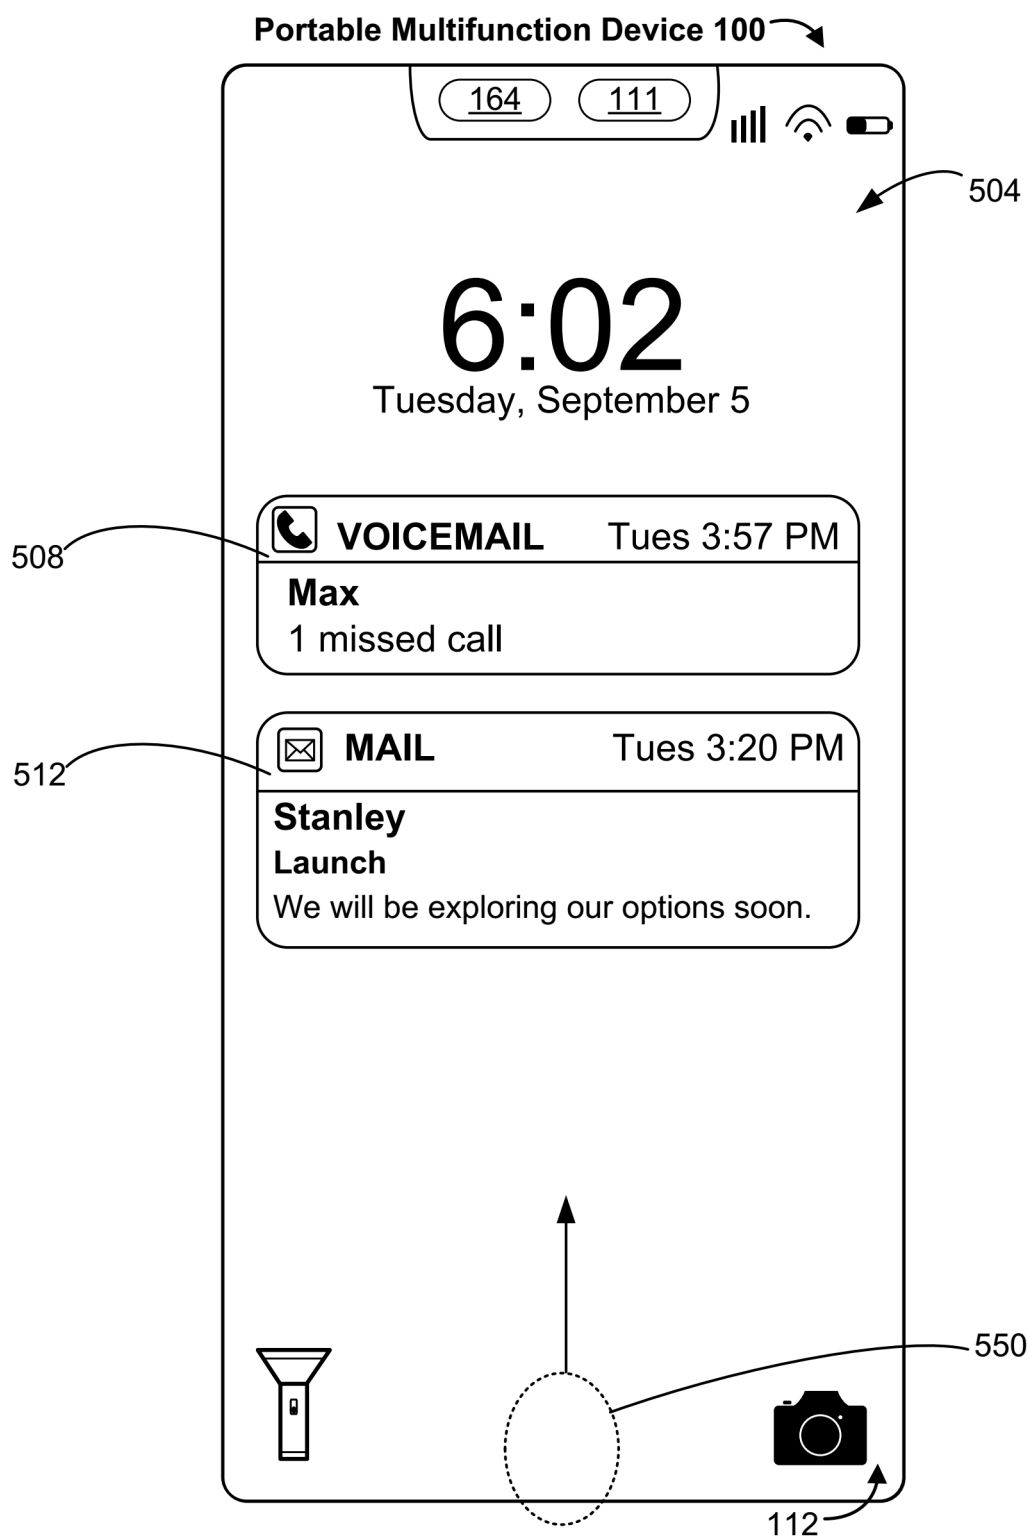 Portable Multifunction Device 100
164 111
504
6:02
Tuesday, September 5
508
VOICEMAIL Tues 3:57 PM
Max
1 missed call
512
MAIL Tues 3:20 PM
Stanley
Launch
We will be exploring our options soon.
550
112